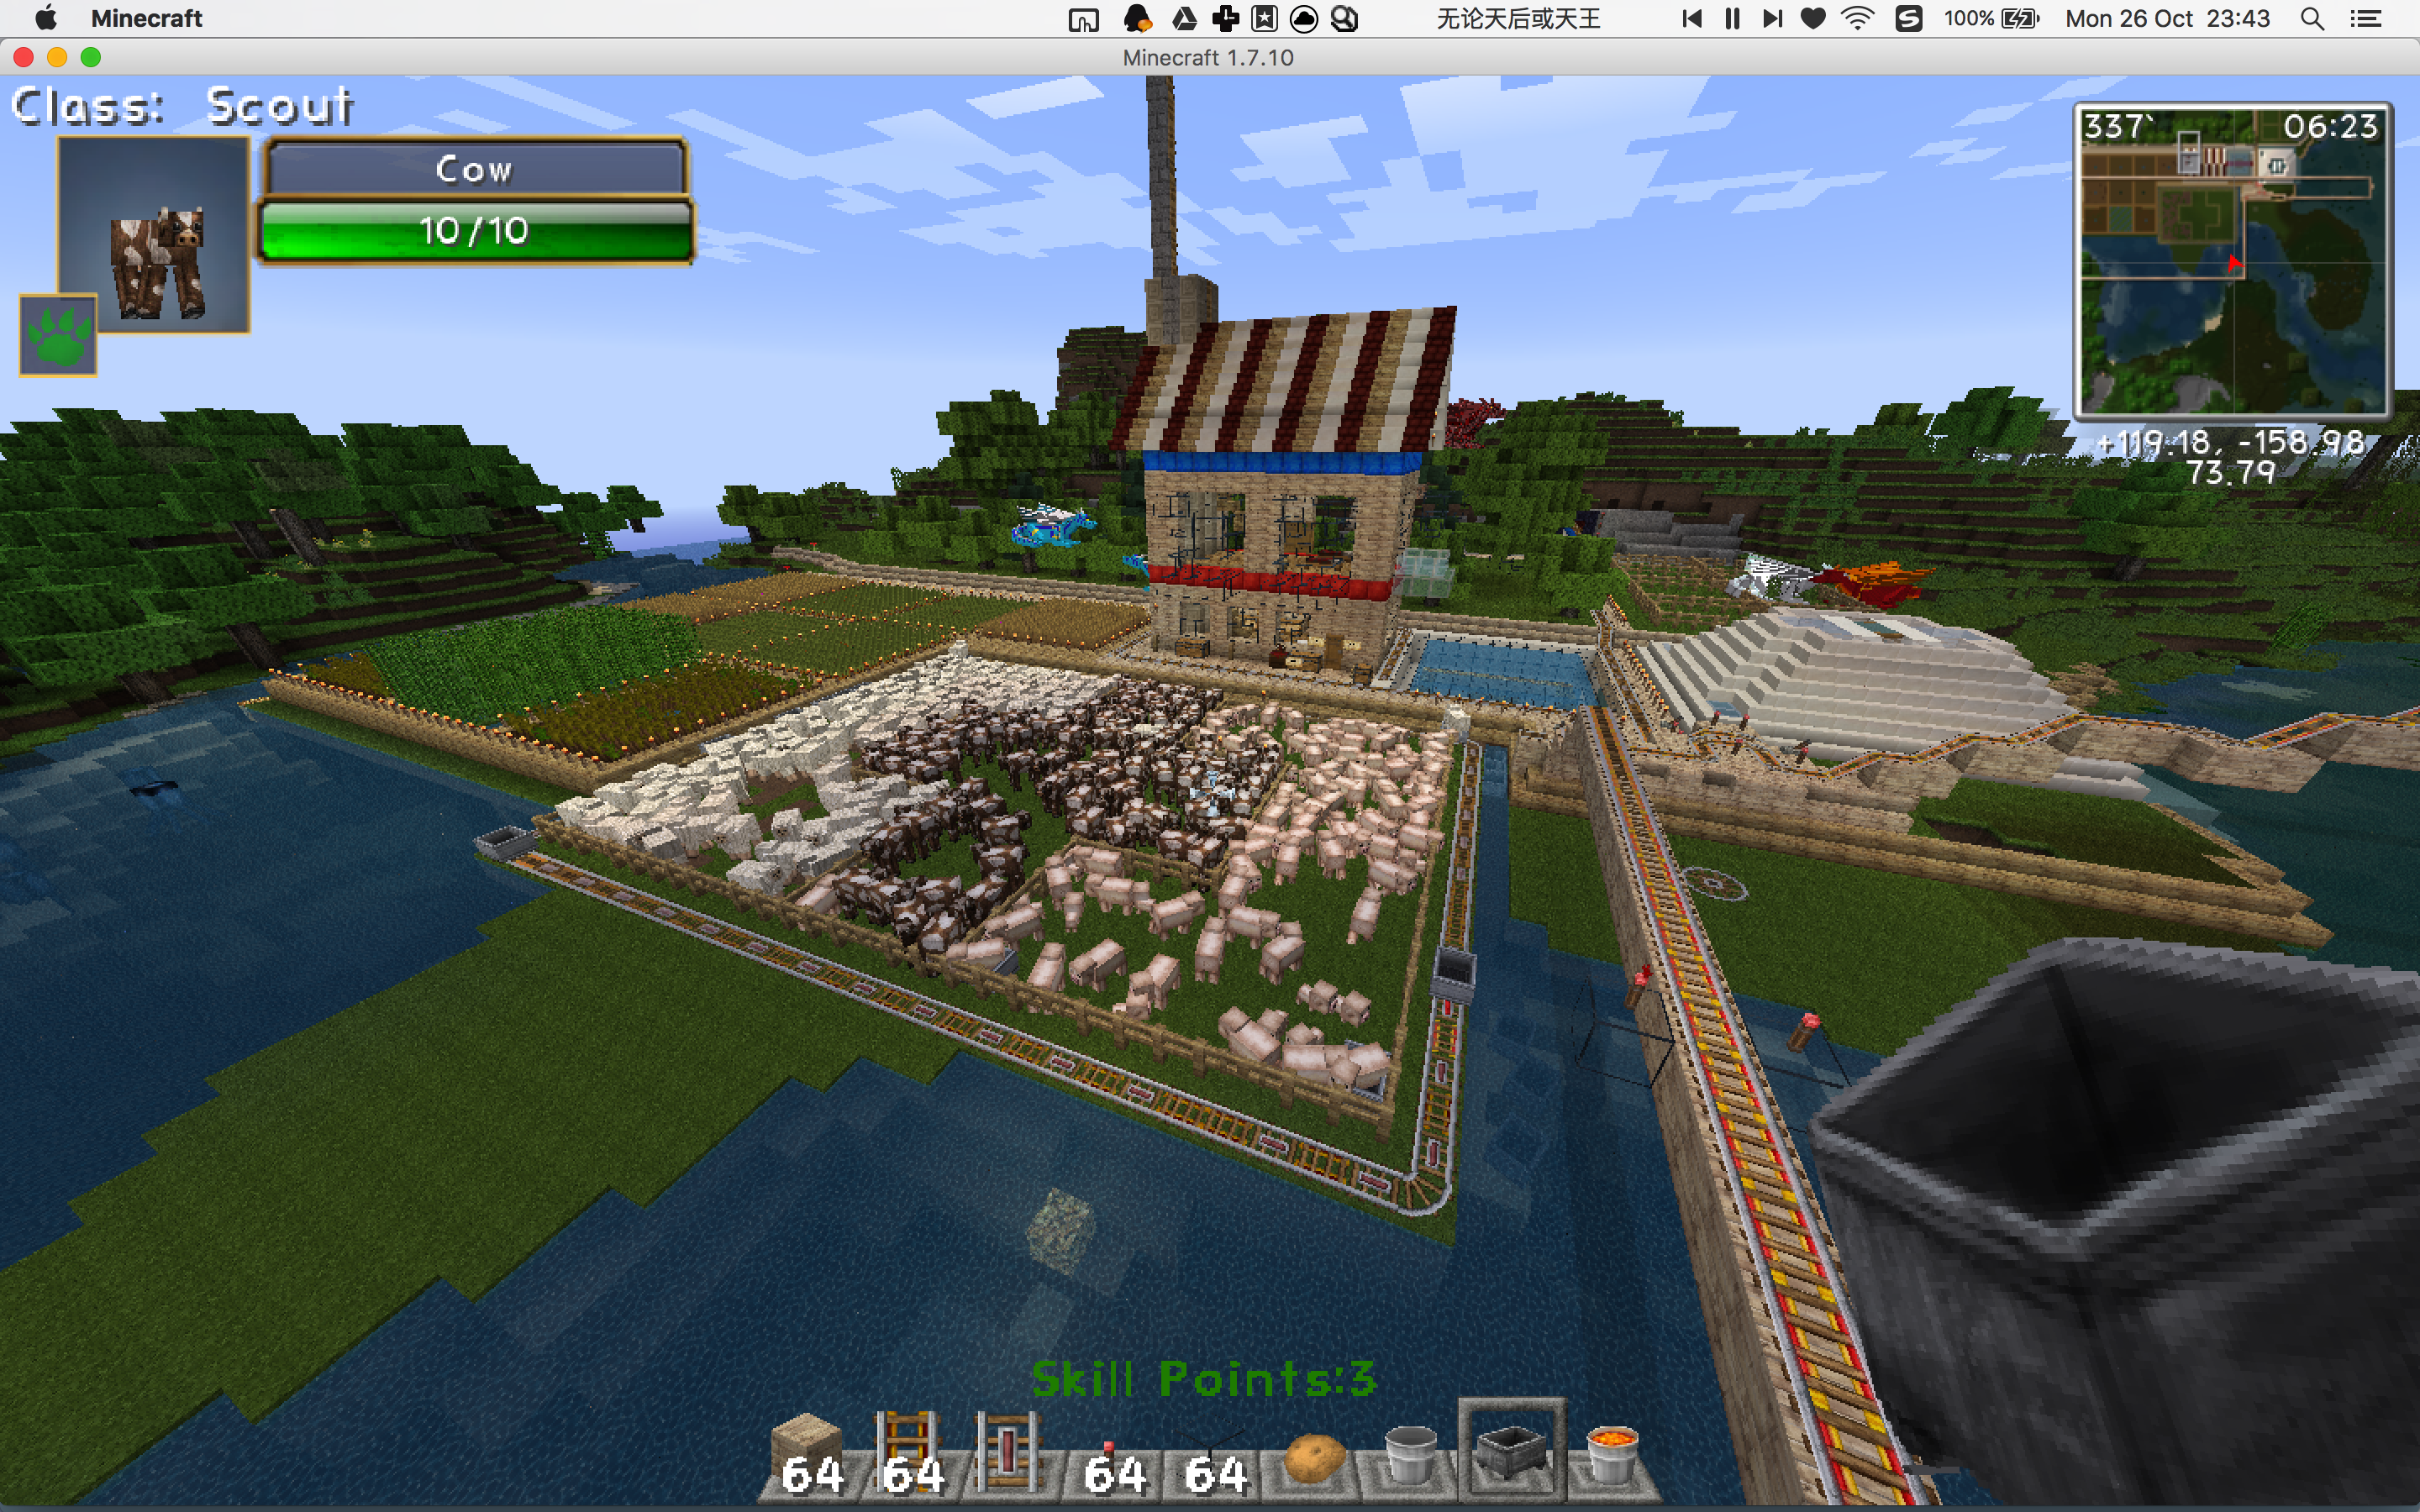 Minecraft
无论天后或天王
100%
Mon 26 Oct 23:43
Minecraft 1.7.10
Class: Scout
Cow
10/10
337`
06:23
+119.18, -158.98
73.79
Skill Points:3
64
64
64
64